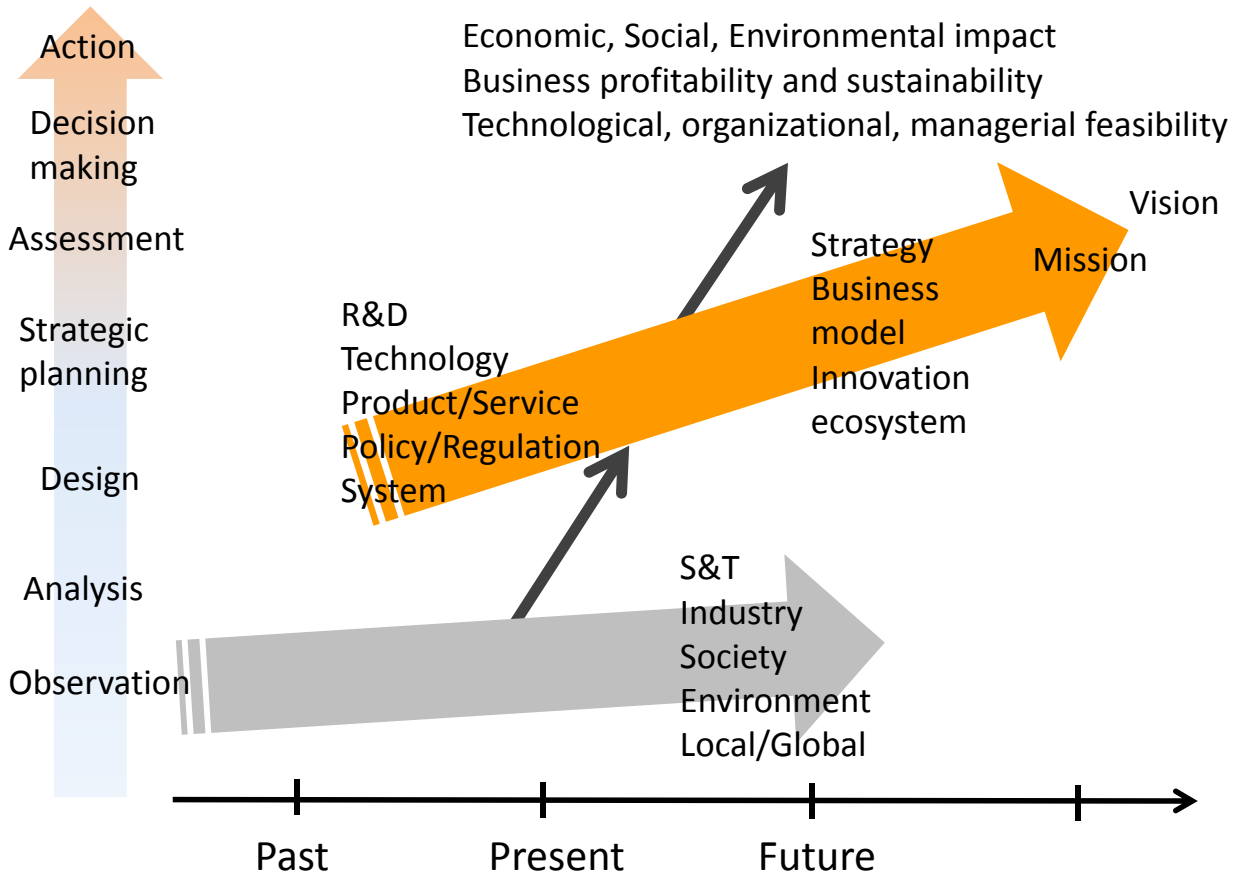 Action
Decision
making
Assessment
Strategic
planning
Design
Analysis
Observation
Economic, Social, Environmental impact
Business profitability and sustainability
Technological, organizational, managerial feasibility
Vision
Mission
Strategy
Business
model
Innovation
ecosystem
R&D
Technology
Product/Service
Policy/Regulation
System
S&T
Industry
Society
Environment
Local/Global
Past
Present
Future